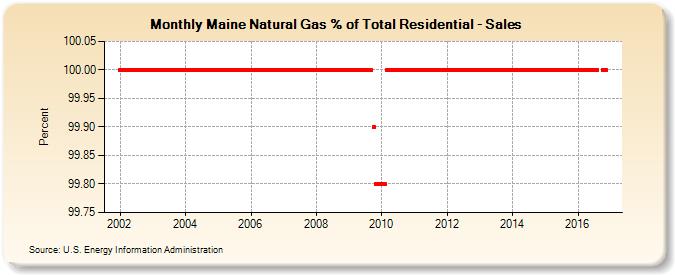 Monthly Maine Natural Gas % of Total Residential - Sales
Percent
100.05
100.00
99.95
99.90
99.85
99.80
99.75
2002 2004 2006 2008 2010 2012 2014 2016
Source: U.S. Energy Information Administration